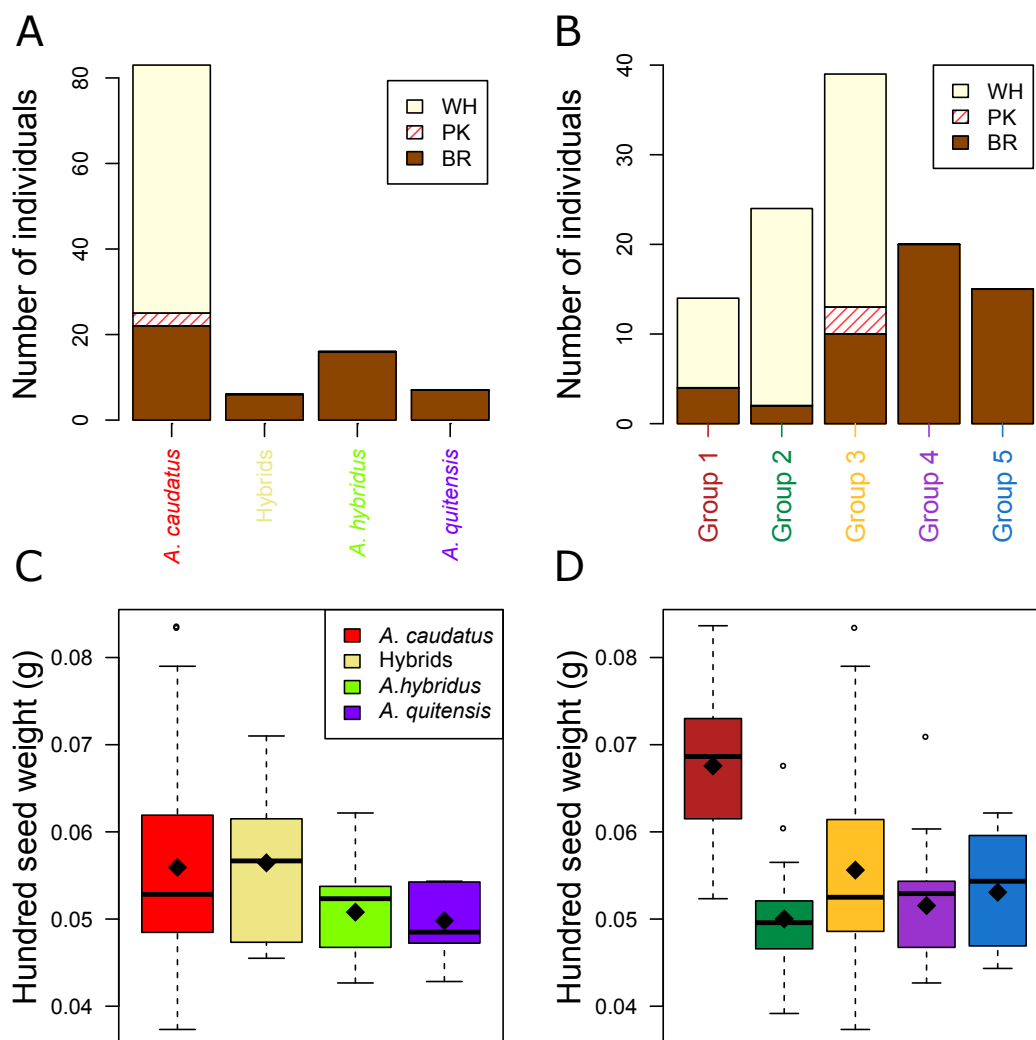 A
Number of individuals
0
20
40
60
80
WH
PK
BR
A. caudatus
Hybrids
A. hybridus
A. quitensis
B
Number of individuals
0
10
20
30
40
WH
PK
BR
Group 1
Group 2
Group 3
Group 4
Group 5
C
Hundred seed weight (g)
0.08
0.07
0.06
0.05
0.04
A. caudatus
Hybrids
A.hybridus
A. quitensis
D
Hundred seed weight (g)
0.08
0.07
0.06
0.05
0.04